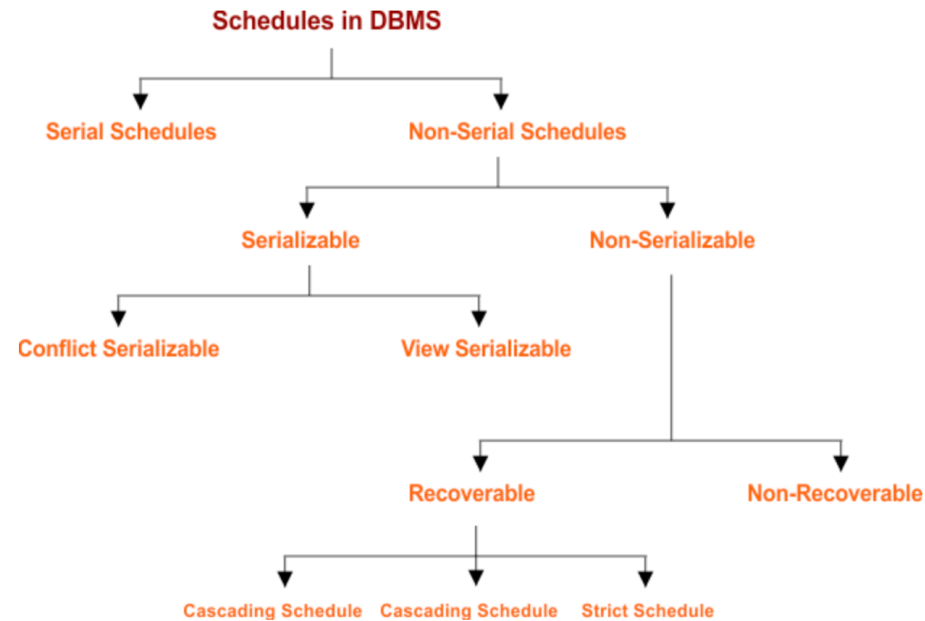 Schedules in DBMS
Serial Schedules
Non-Serial Schedules
Serializable
Non-Serializable
Conflict Serializable
View Serializable
Recoverable
Non-Recoverable
Cascading Schedule
Cascading Schedule
Strict Schedule